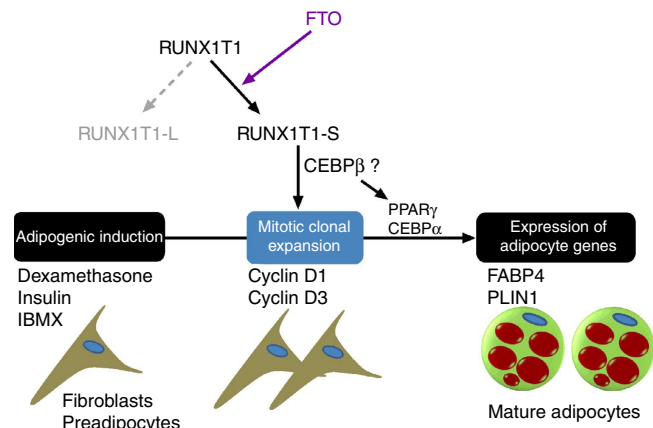 FTO
RUNX1T1
RUNX1T1-L
RUNX1T1-S
CEBPβ ?
PPARγ
CEBPα
Adipogenic induction
Mitotic clonal
expansion
Expression of
adipocyte genes
Dexamethasone
Insulin
IBMX
Cyclin D1
Cyclin D3
FABP4
PLIN1
Fibroblasts
Preadipocytes
Mature adipocytes